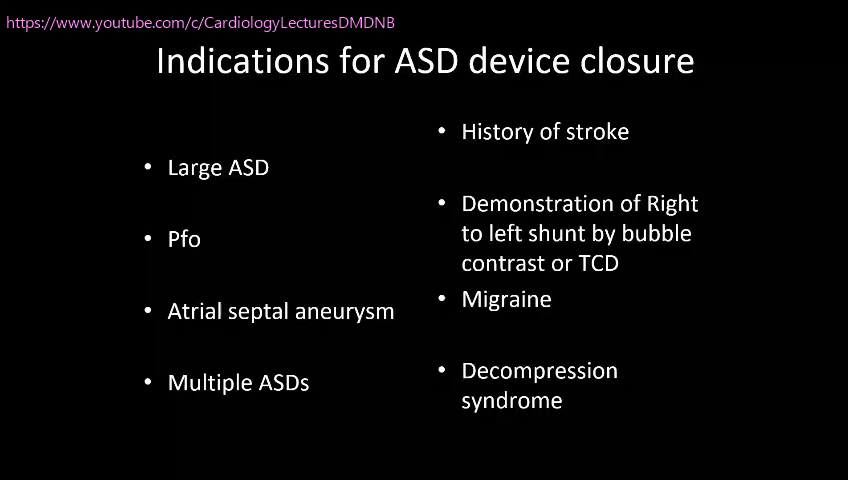 https://www.youtube.com/c/CardiologyLecturesDMDNB
Indications for ASD device closure
• Large ASD
• Pfo
• Atrial septal aneurysm
• Multiple ASDs
• History of stroke
• Demonstration of Right
to left shunt by bubble
contrast or TCD
• Migraine
• Decompression
syndrome